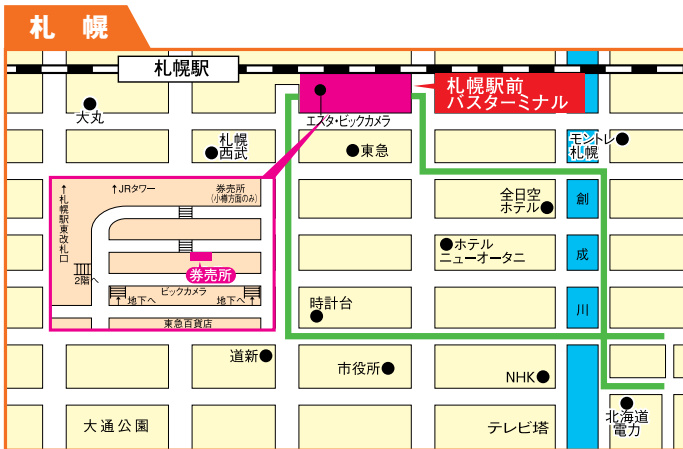 札幌
札幌駅
札幌駅前
バスターミナル
大丸
エスタ・ビックカメラ
札幌
西武
東急
モントレ
札幌
↑札幌駅東改札口
↑JRタワー
券売所
(小樽方面のみ)
全日空
ホテル
創
成
川
ホテル
ニューオータニ
2階へ
券売所
ビックカメラ
↑地下へ
地下へ↑
東急百貨店
時計台
道新
市役所
NHK
大通公園
テレビ塔
北海道
電力